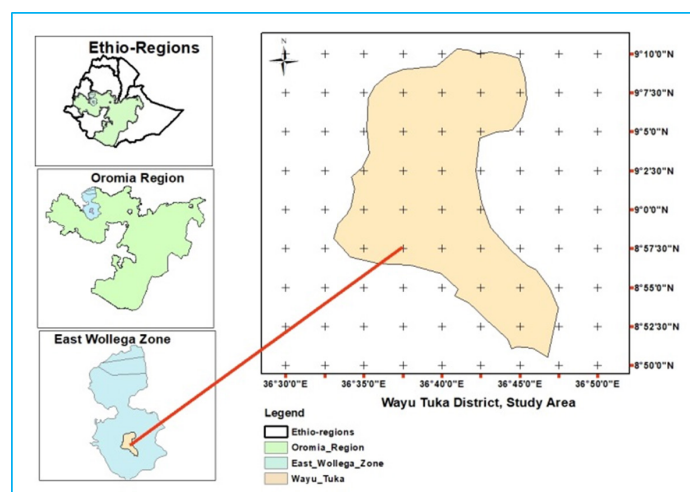 Ethio-Regions
Oromia Region
East Wollega Zone
N
9°10'0"N
9°7'30"N
9°5'0"N
9°2'30"N
9°0'0"N
8°57'30"N
8°55'0"N
8°52'30"N
8°50'0"N
36°30'0"E 36°35'0"E 36°40'0"E 36°45'0"E 36°50'0"E
Wayu Tuka District, Study Area
Legend
Ethio-regions
Oromia_Region
East_Wollega_Zone
Wayu_Tuka